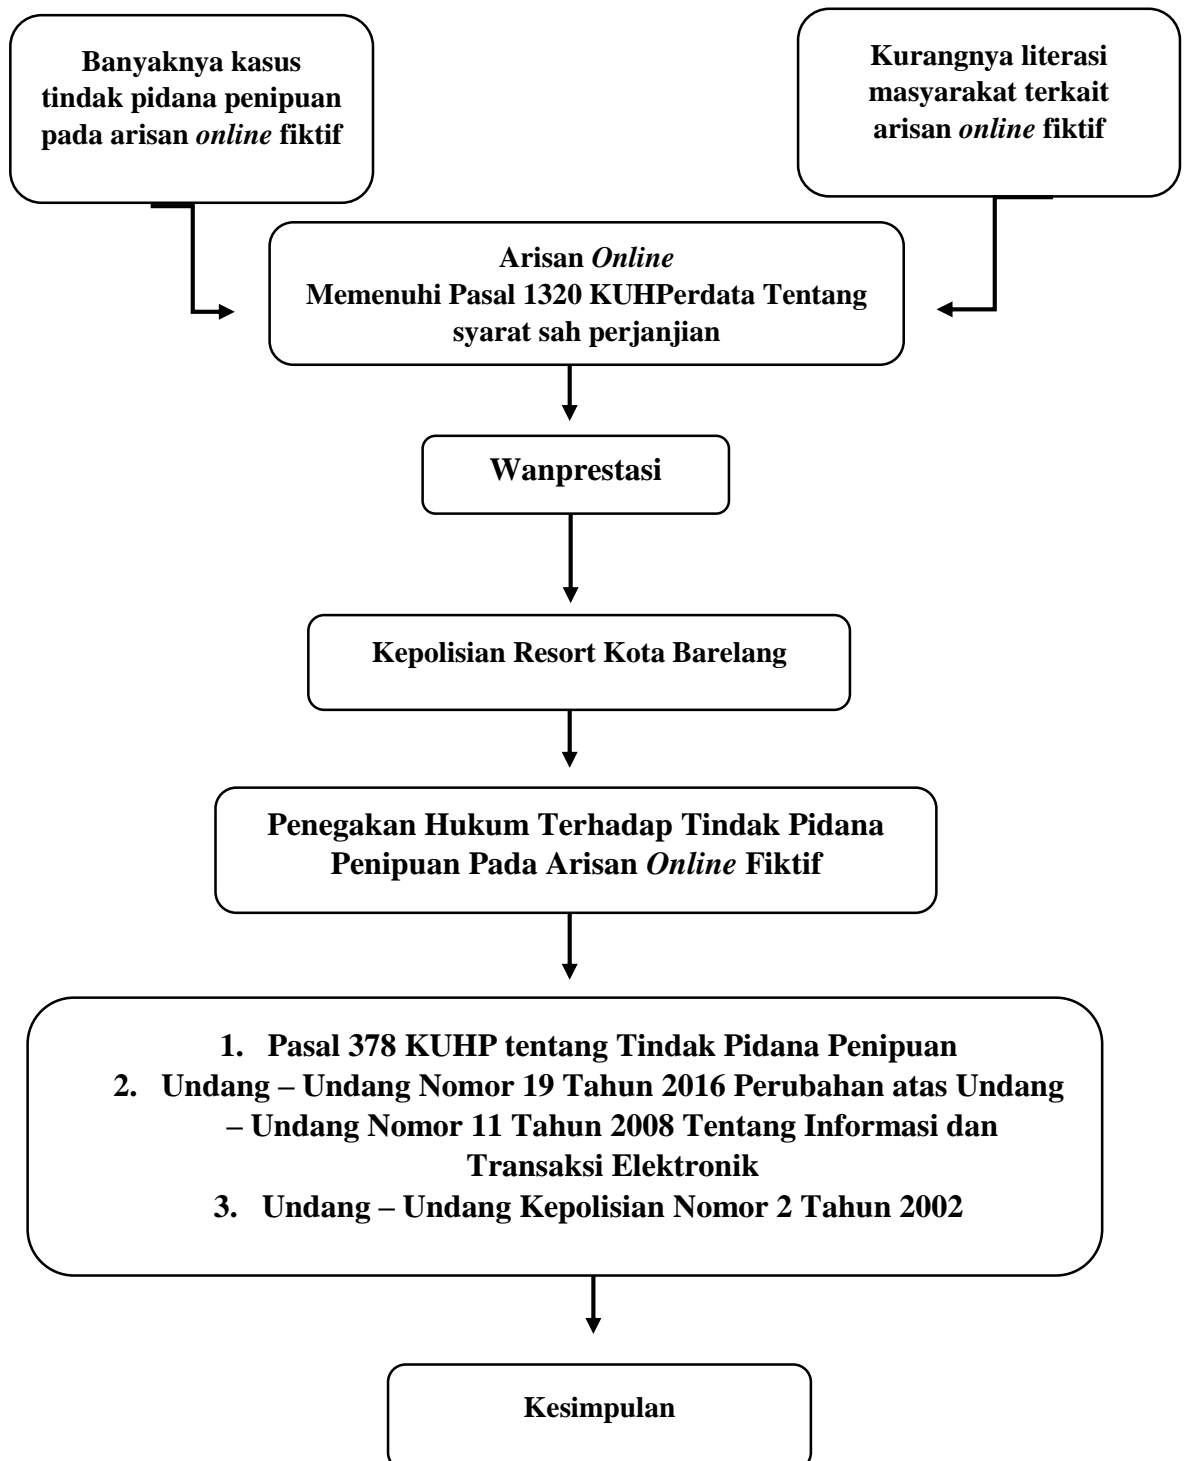 Banyaknya kasus
tindak pidana penipuan
pada arisan online fiktif
Kurangnya literasi
masyarakat terkait
arisan online fiktif
Arisan Online
Memenuhi Pasal 1320 KUHPerdata Tentang
syarat sah perjanjian
Wanprestasi
Kepolisian Resort Kota Barelang
Penegakan Hukum Terhadap Tindak Pidana
Penipuan Pada Arisan Online Fiktif
1. Pasal 378 KUHP tentang Tindak Pidana Penipuan
2. Undang – Undang Nomor 19 Tahun 2016 Perubahan atas Undang
– Undang Nomor 11 Tahun 2008 Tentang Informasi dan
Transaksi Elektronik
3. Undang – Undang Kepolisian Nomor 2 Tahun 2002
Kesimpulan